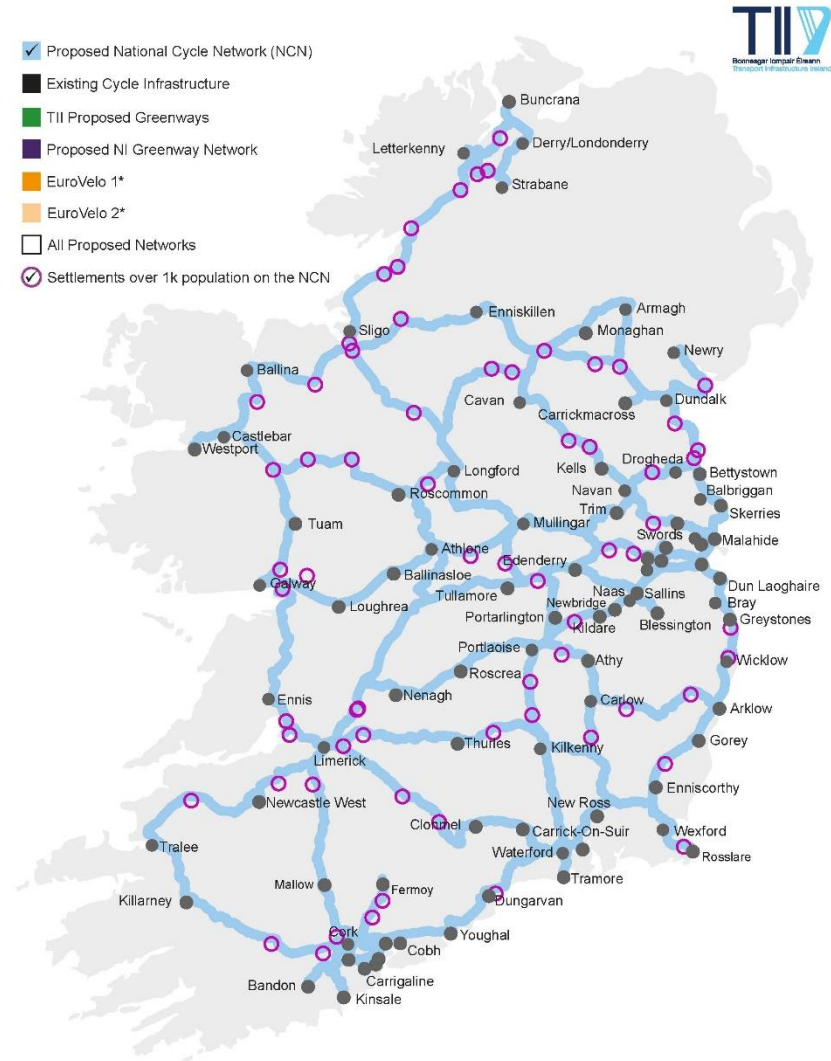 TII
Bonneagar Iompair Éireann
Transport Infrastructure Ireland
Proposed National Cycle Network (NCN)
Existing Cycle Infrastructure
TII Proposed Greenways
Proposed NI Greenway Network
EuroVelo 1*
EuroVelo 2*
All Proposed Networks
Settlements over 1k population on the NCN
Buncrana
Derry/Londonderry
Letterkenny
Strabane
Enniskillen
Armagh
Monaghan
Sligo
Newry
Ballina
Cavan
Dundalk
Carrickmacross
Castlebar
Westport
Drogheda
Kells
Longford
Bettystown
Roscommon
Navan
Balbriggan
Trim
Skerries
Tuam
Mullingar
Swords
Malahide
Athlone
Edenderry
Ballinasloe
Galway
Tullamore
Dun Laoghaire
Naas
Sallins
Loughrea
Newbridge
Bray
Portarlington
Kildare
Blessington
Greystones
Portlaoise
Athy
Wicklow
Roscrea
Ennis
Nenagh
Carlow
Arklow
Gorey
Thurles
Kilkenny
Limerick
Enniscorthy
Newcastle West
New Ross
Clonmel
Carrick-On-Suir
Wexford
Tralee
Waterford
Rosslare
Tramore
Mallow
Fermoy
Killarney
Dungarvan
Cork
Youghal
Cobh
Carrigaline
Bandon
Kinsale